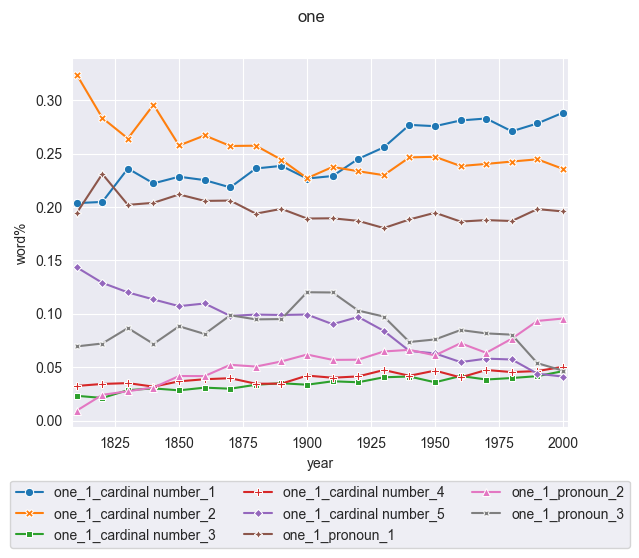 one
0.30
0.25
0.20
0.15
0.10
0.05
0.00
word%
1825 1850 1875 1900 1925 1950 1975 2000
year
one_1_cardinal number_1 one_1_cardinal number_4 one_1_pronoun_2
one_1_cardinal number_2 one_1_cardinal number_5 one_1_pronoun_3
one_1_cardinal number_3 one_1_pronoun_1